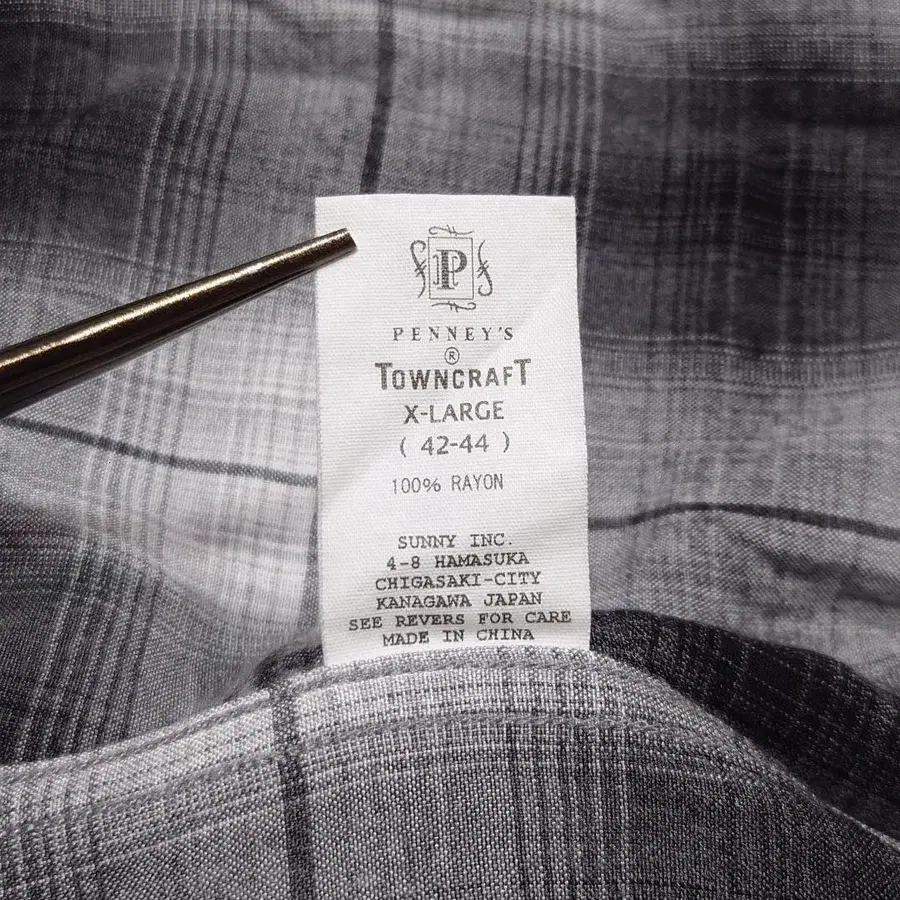 P
PENNEY'S
®
TOWNCRAFT
X-LARGE
( 42-44 )
100% RAYON
SUNNY INC.
4-8 HAMASUKA
CHIGASAKI-CITY
KANAGAWA JAPAN
SEE REVERS FOR CARE
MADE IN CHINA